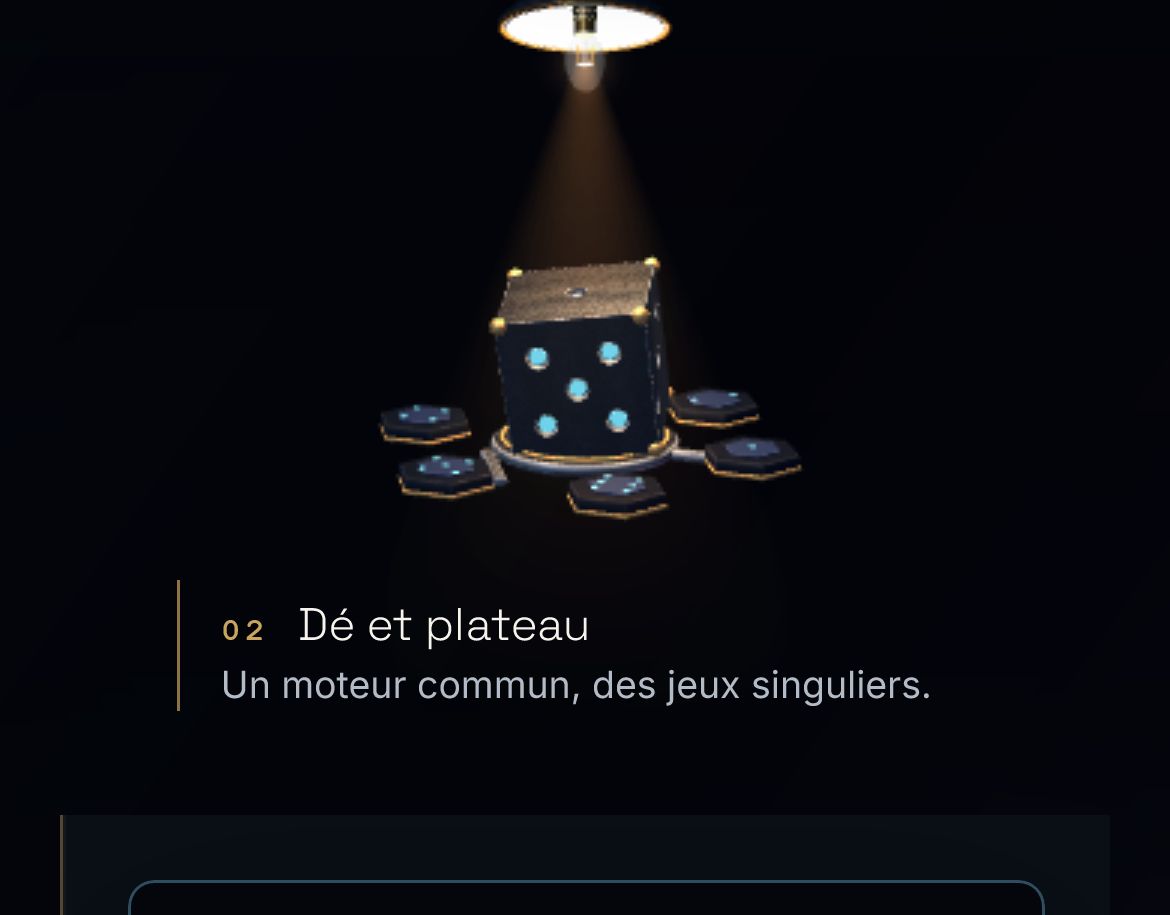 02 Dé et plateau
Un moteur commun, des jeux singuliers.